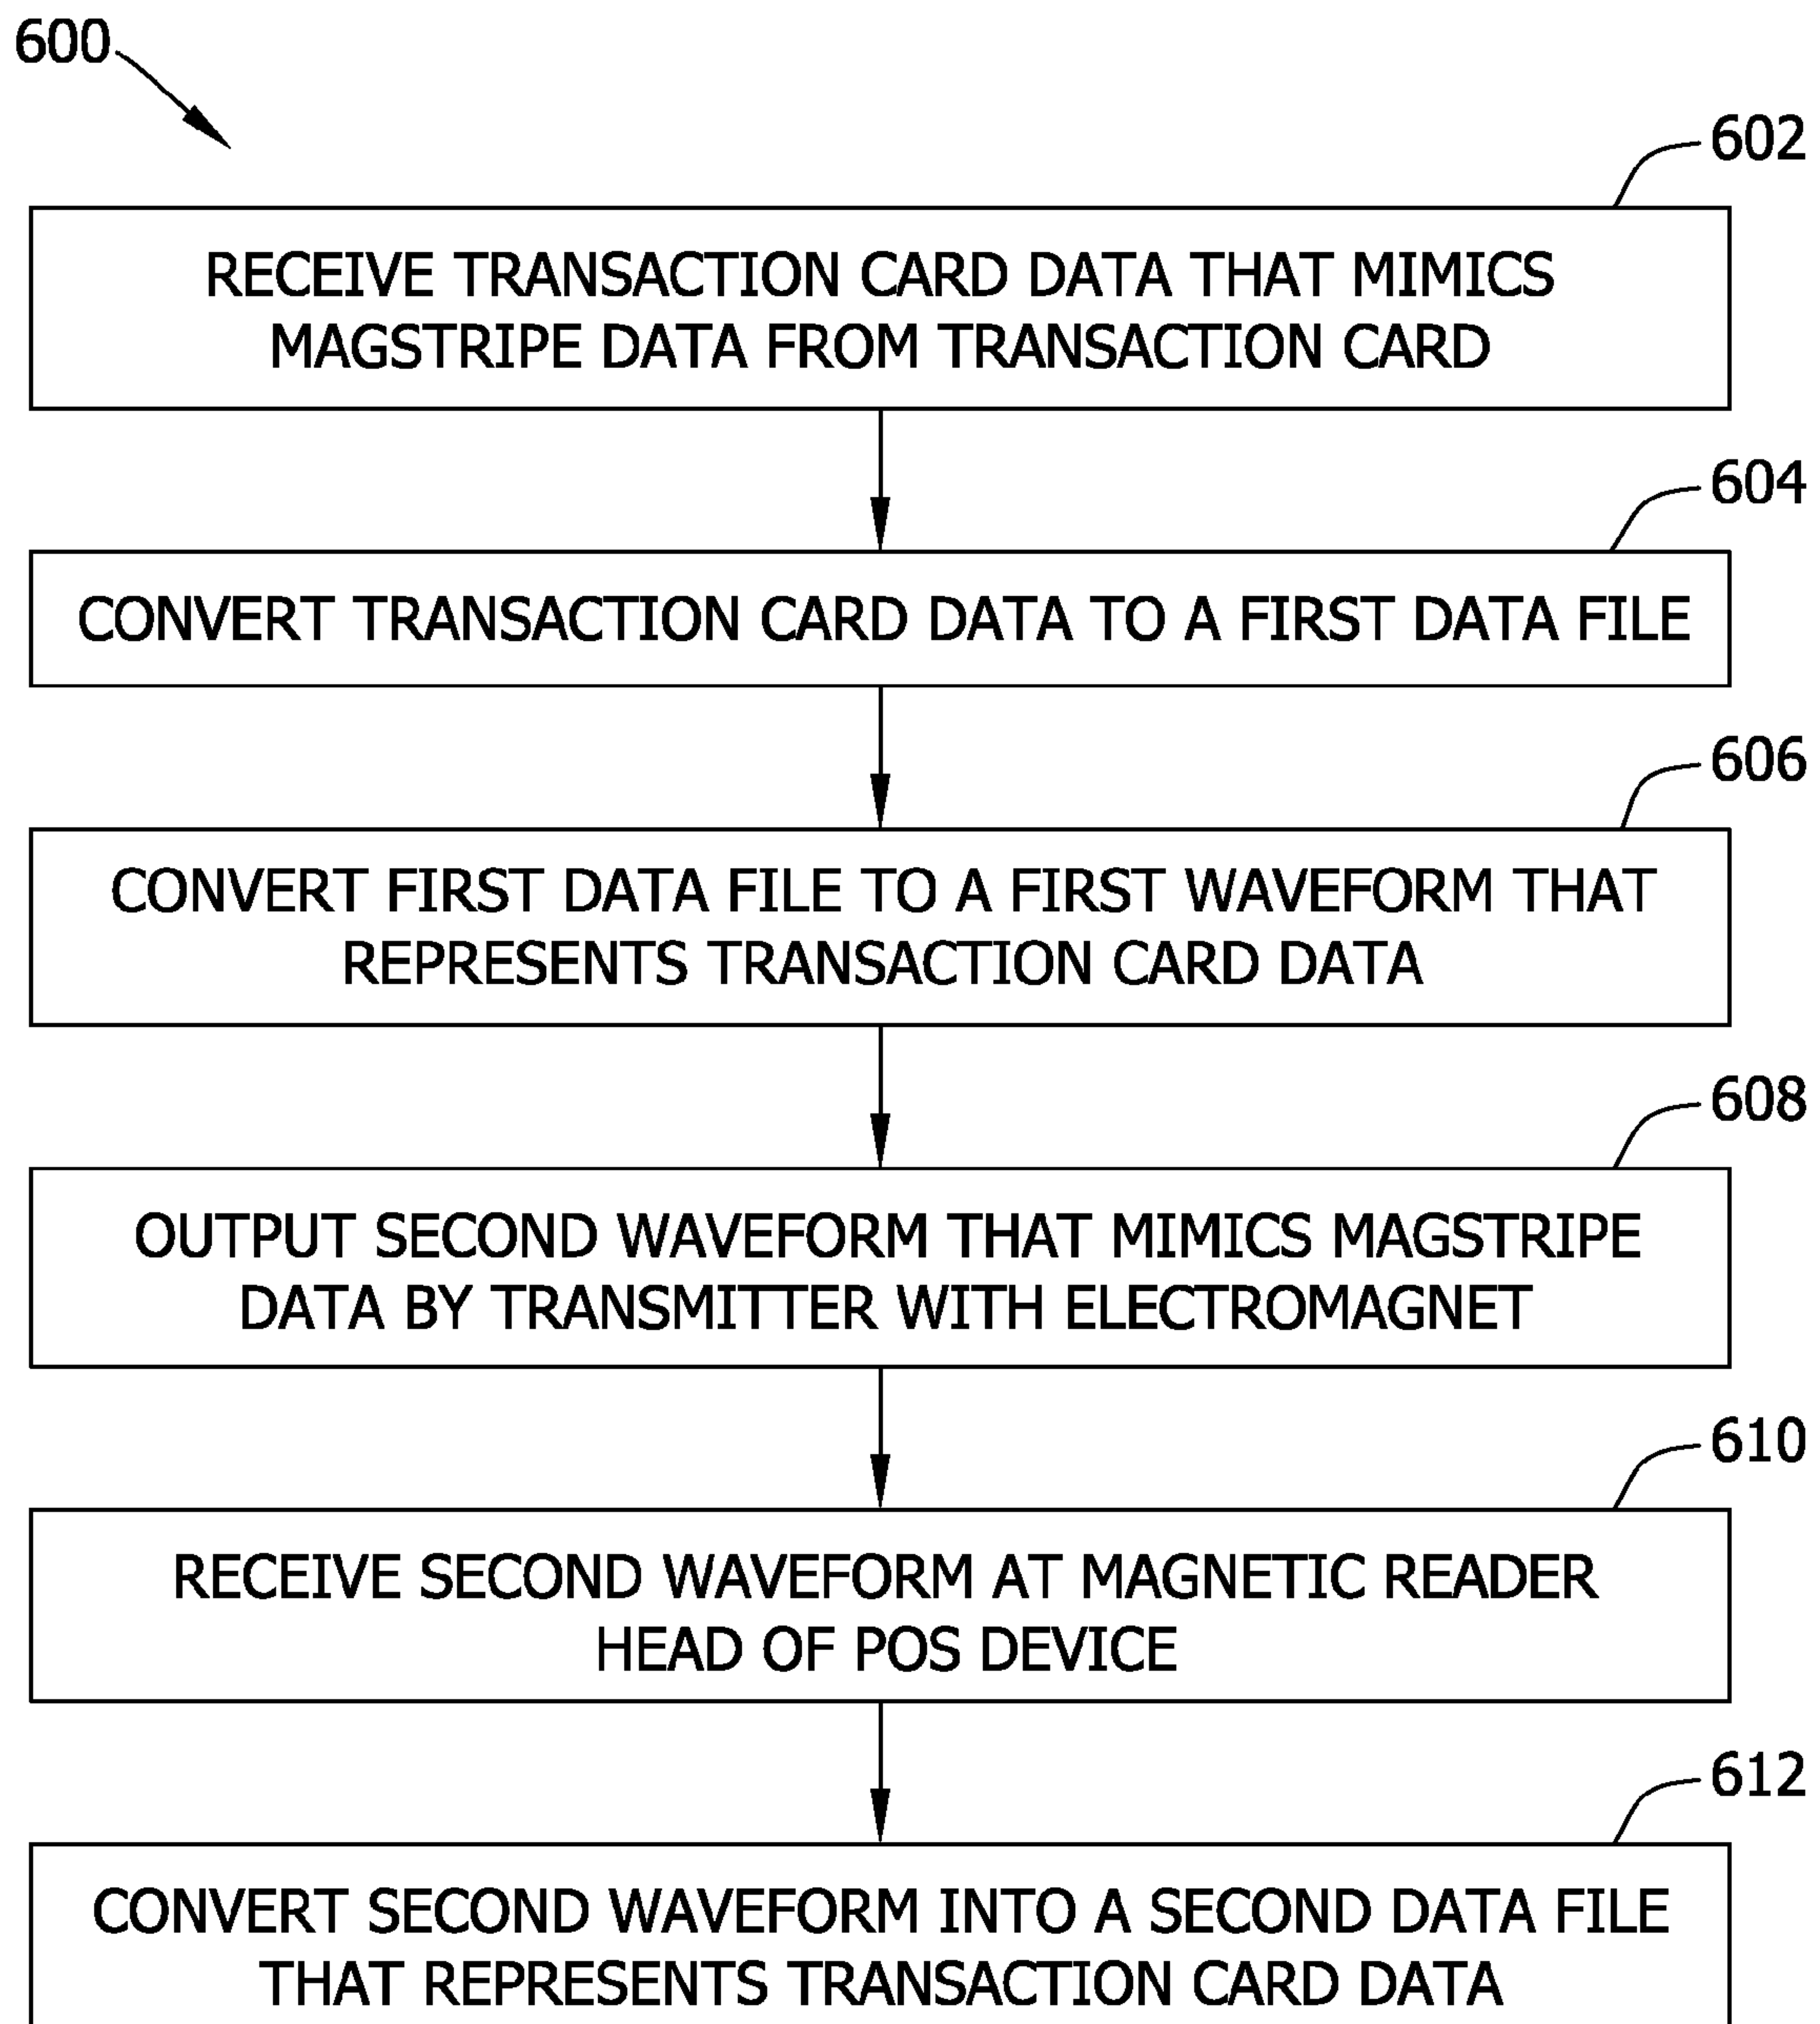 600
602
RECEIVE TRANSACTION CARD DATA THAT MIMICS
MAGSTRIPE DATA FROM TRANSACTION CARD
604
CONVERT TRANSACTION CARD DATA TO A FIRST DATA FILE
606
CONVERT FIRST DATA FILE TO A FIRST WAVEFORM THAT
REPRESENTS TRANSACTION CARD DATA
608
OUTPUT SECOND WAVEFORM THAT MIMICS MAGSTRIPE
DATA BY TRANSMITTER WITH ELECTROMAGNET
610
RECEIVE SECOND WAVEFORM AT MAGNETIC READER
HEAD OF POS DEVICE
612
CONVERT SECOND WAVEFORM INTO A SECOND DATA FILE
THAT REPRESENTS TRANSACTION CARD DATA